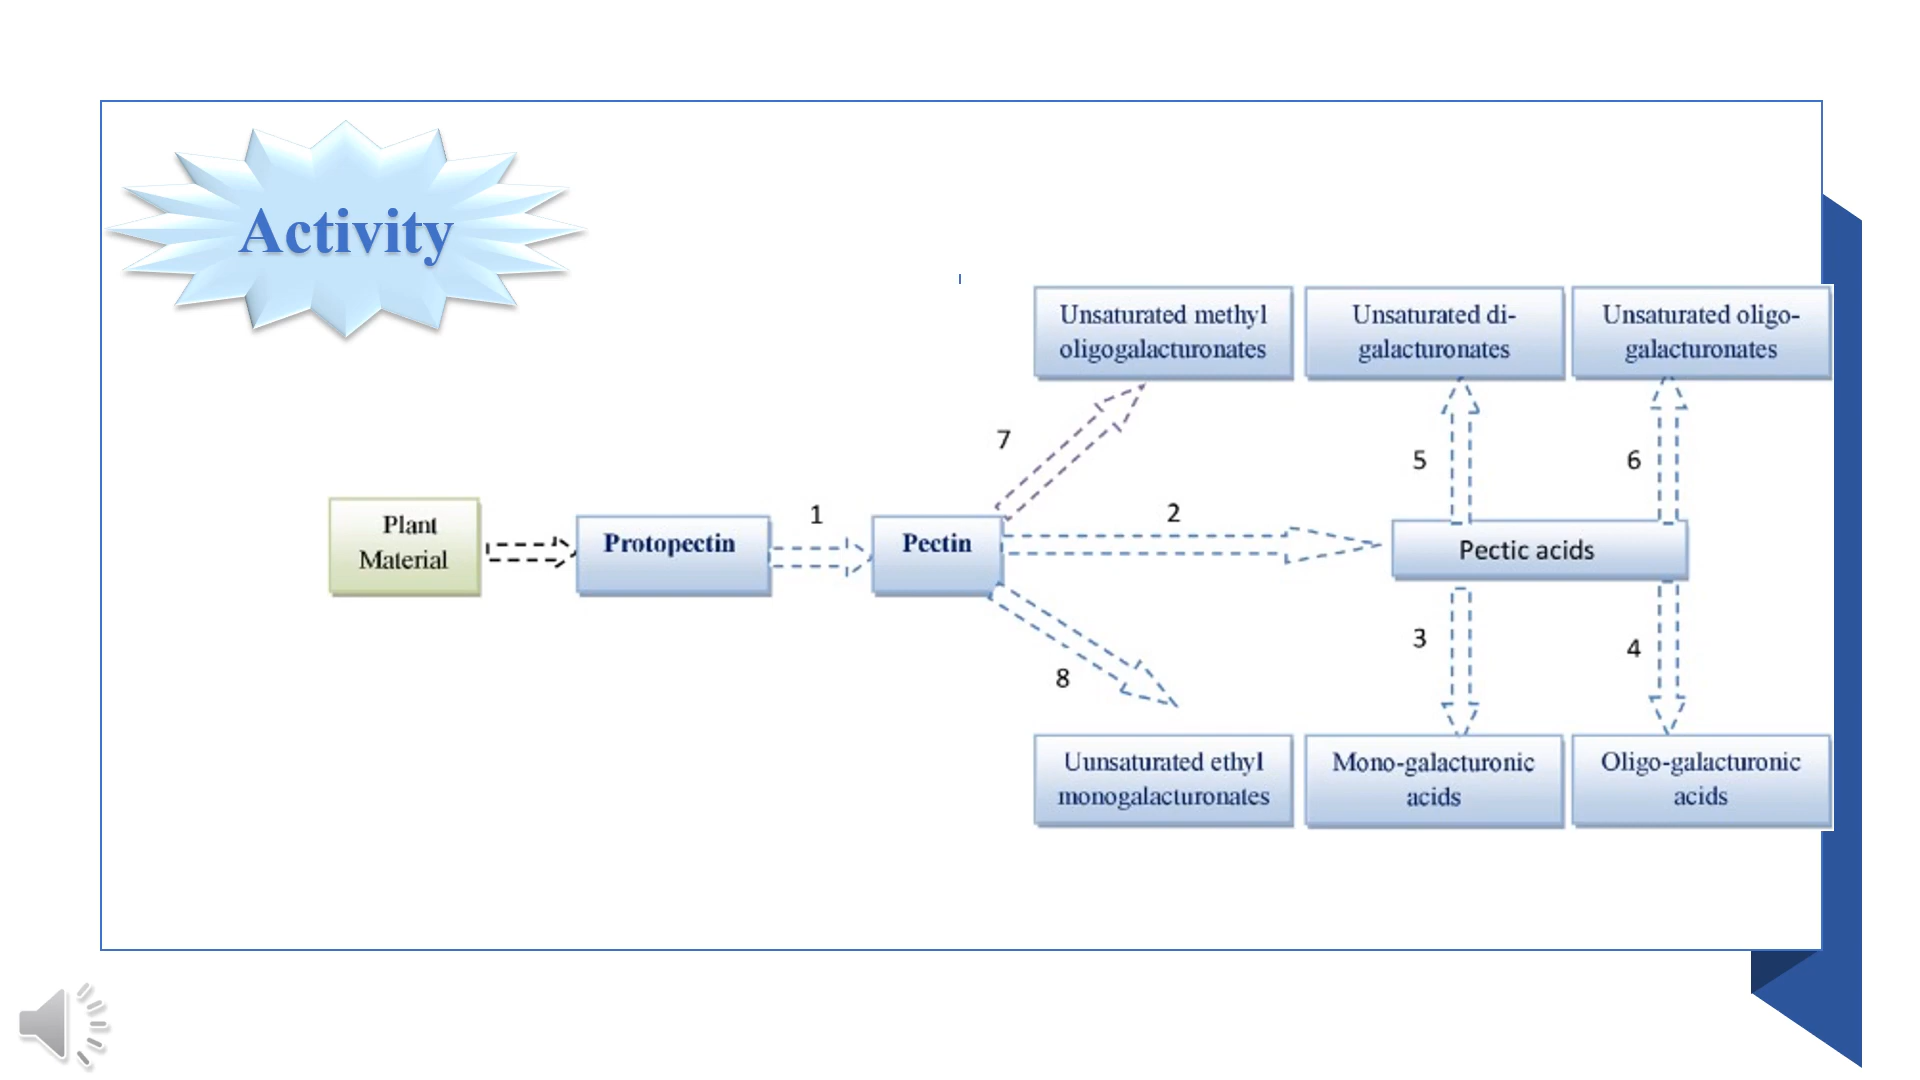 Activity
Unsaturated methyl
oligogalacturonates
Unsaturated di-
galacturonates
Unsaturated oligo-
galacturonates
7
5
6
Plant
Material
Protopectin
1
Pectin
2
Pectic acids
8
3
4
Uunsaturated ethyl
monogalacturonates
Mono-galacturonic
acids
Oligo-galacturonic
acids